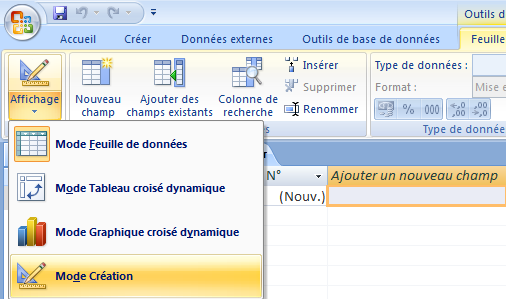 Outils d
Accueil Créer Données externes Outils de base de données Feuille
Affichage
Nouveau champ
Ajouter des champs existants
Colonne de recherche
Insérer
Supprimer
Renommer
Type de données :
Format : Mise e
% 000
Type de donnée
Mode Feuille de données
Mode Tableau croisé dynamique
Mode Graphique croisé dynamique
Mode Création
N° Ajouter un nouveau champ
(Nouv.)